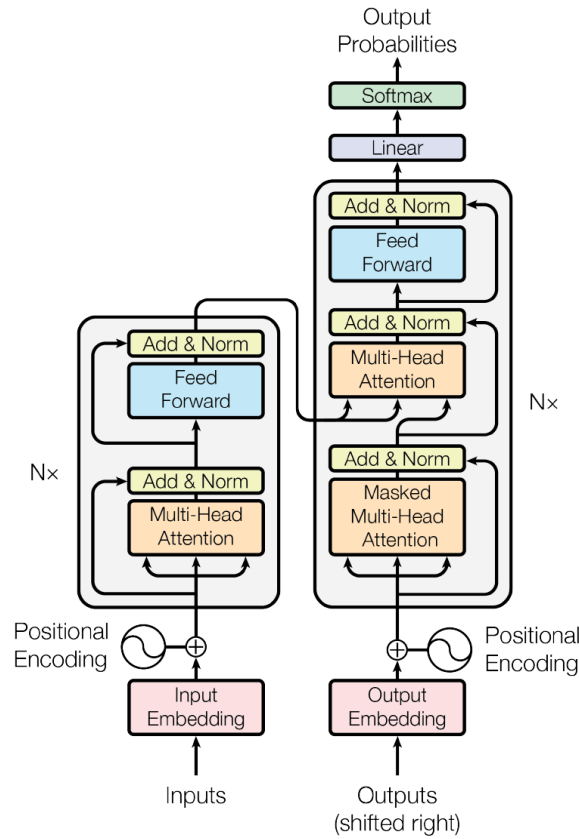 Output
Probabilities
Softmax
Linear
Add & Norm
Feed
Forward
Add & Norm
Multi-Head
Attention
Add & Norm
Masked
Multi-Head
Attention
N×
Add & Norm
Feed
Forward
Add & Norm
Multi-Head
Attention
N×
Positional
Encoding
Positional
Encoding
Input
Embedding
Output
Embedding
Inputs
Outputs
(shifted right)